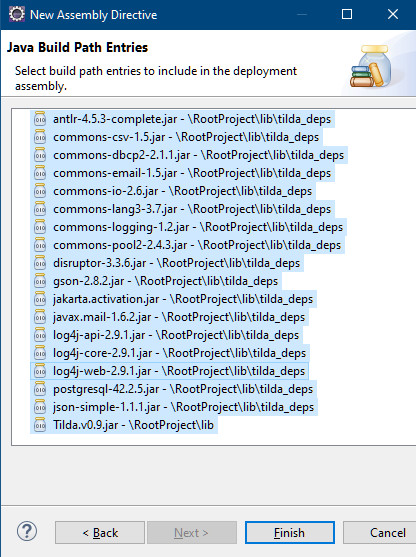 New Assembly Directive
Java Build Path Entries
Select build path entries to include in the deployment
assembly.
antlr-4.5.3-complete.jar - \RootProject\lib\tilda_deps
commons-csv-1.5.jar - \RootProject\lib\tilda_deps
commons-dbcp2-2.1.1.jar - \RootProject\lib\tilda_deps
commons-email-1.5.jar - \RootProject\lib\tilda_deps
commons-io-2.6.jar - \RootProject\lib\tilda_deps
commons-lang3-3.7.jar - \RootProject\lib\tilda_deps
commons-logging-1.2.jar - \RootProject\lib\tilda_deps
commons-pool2-2.4.3.jar - \RootProject\lib\tilda_deps
disruptor-3.3.6.jar - \RootProject\lib\tilda_deps
gson-2.8.2.jar - \RootProject\lib\tilda_deps
jakarta.activation.jar - \RootProject\lib\tilda_deps
javax.mail-1.6.2.jar - \RootProject\lib\tilda_deps
log4j-api-2.9.1.jar - \RootProject\lib\tilda_deps
log4j-core-2.9.1.jar - \RootProject\lib\tilda_deps
log4j-web-2.9.1.jar - \RootProject\lib\tilda_deps
postgresql-42.2.5.jar - \RootProject\lib\tilda_deps
json-simple-1.1.1.jar - \RootProject\lib\tilda_deps
Tilda.v0.9.jar - \RootProject\lib
? < Back Next > Finish Cancel